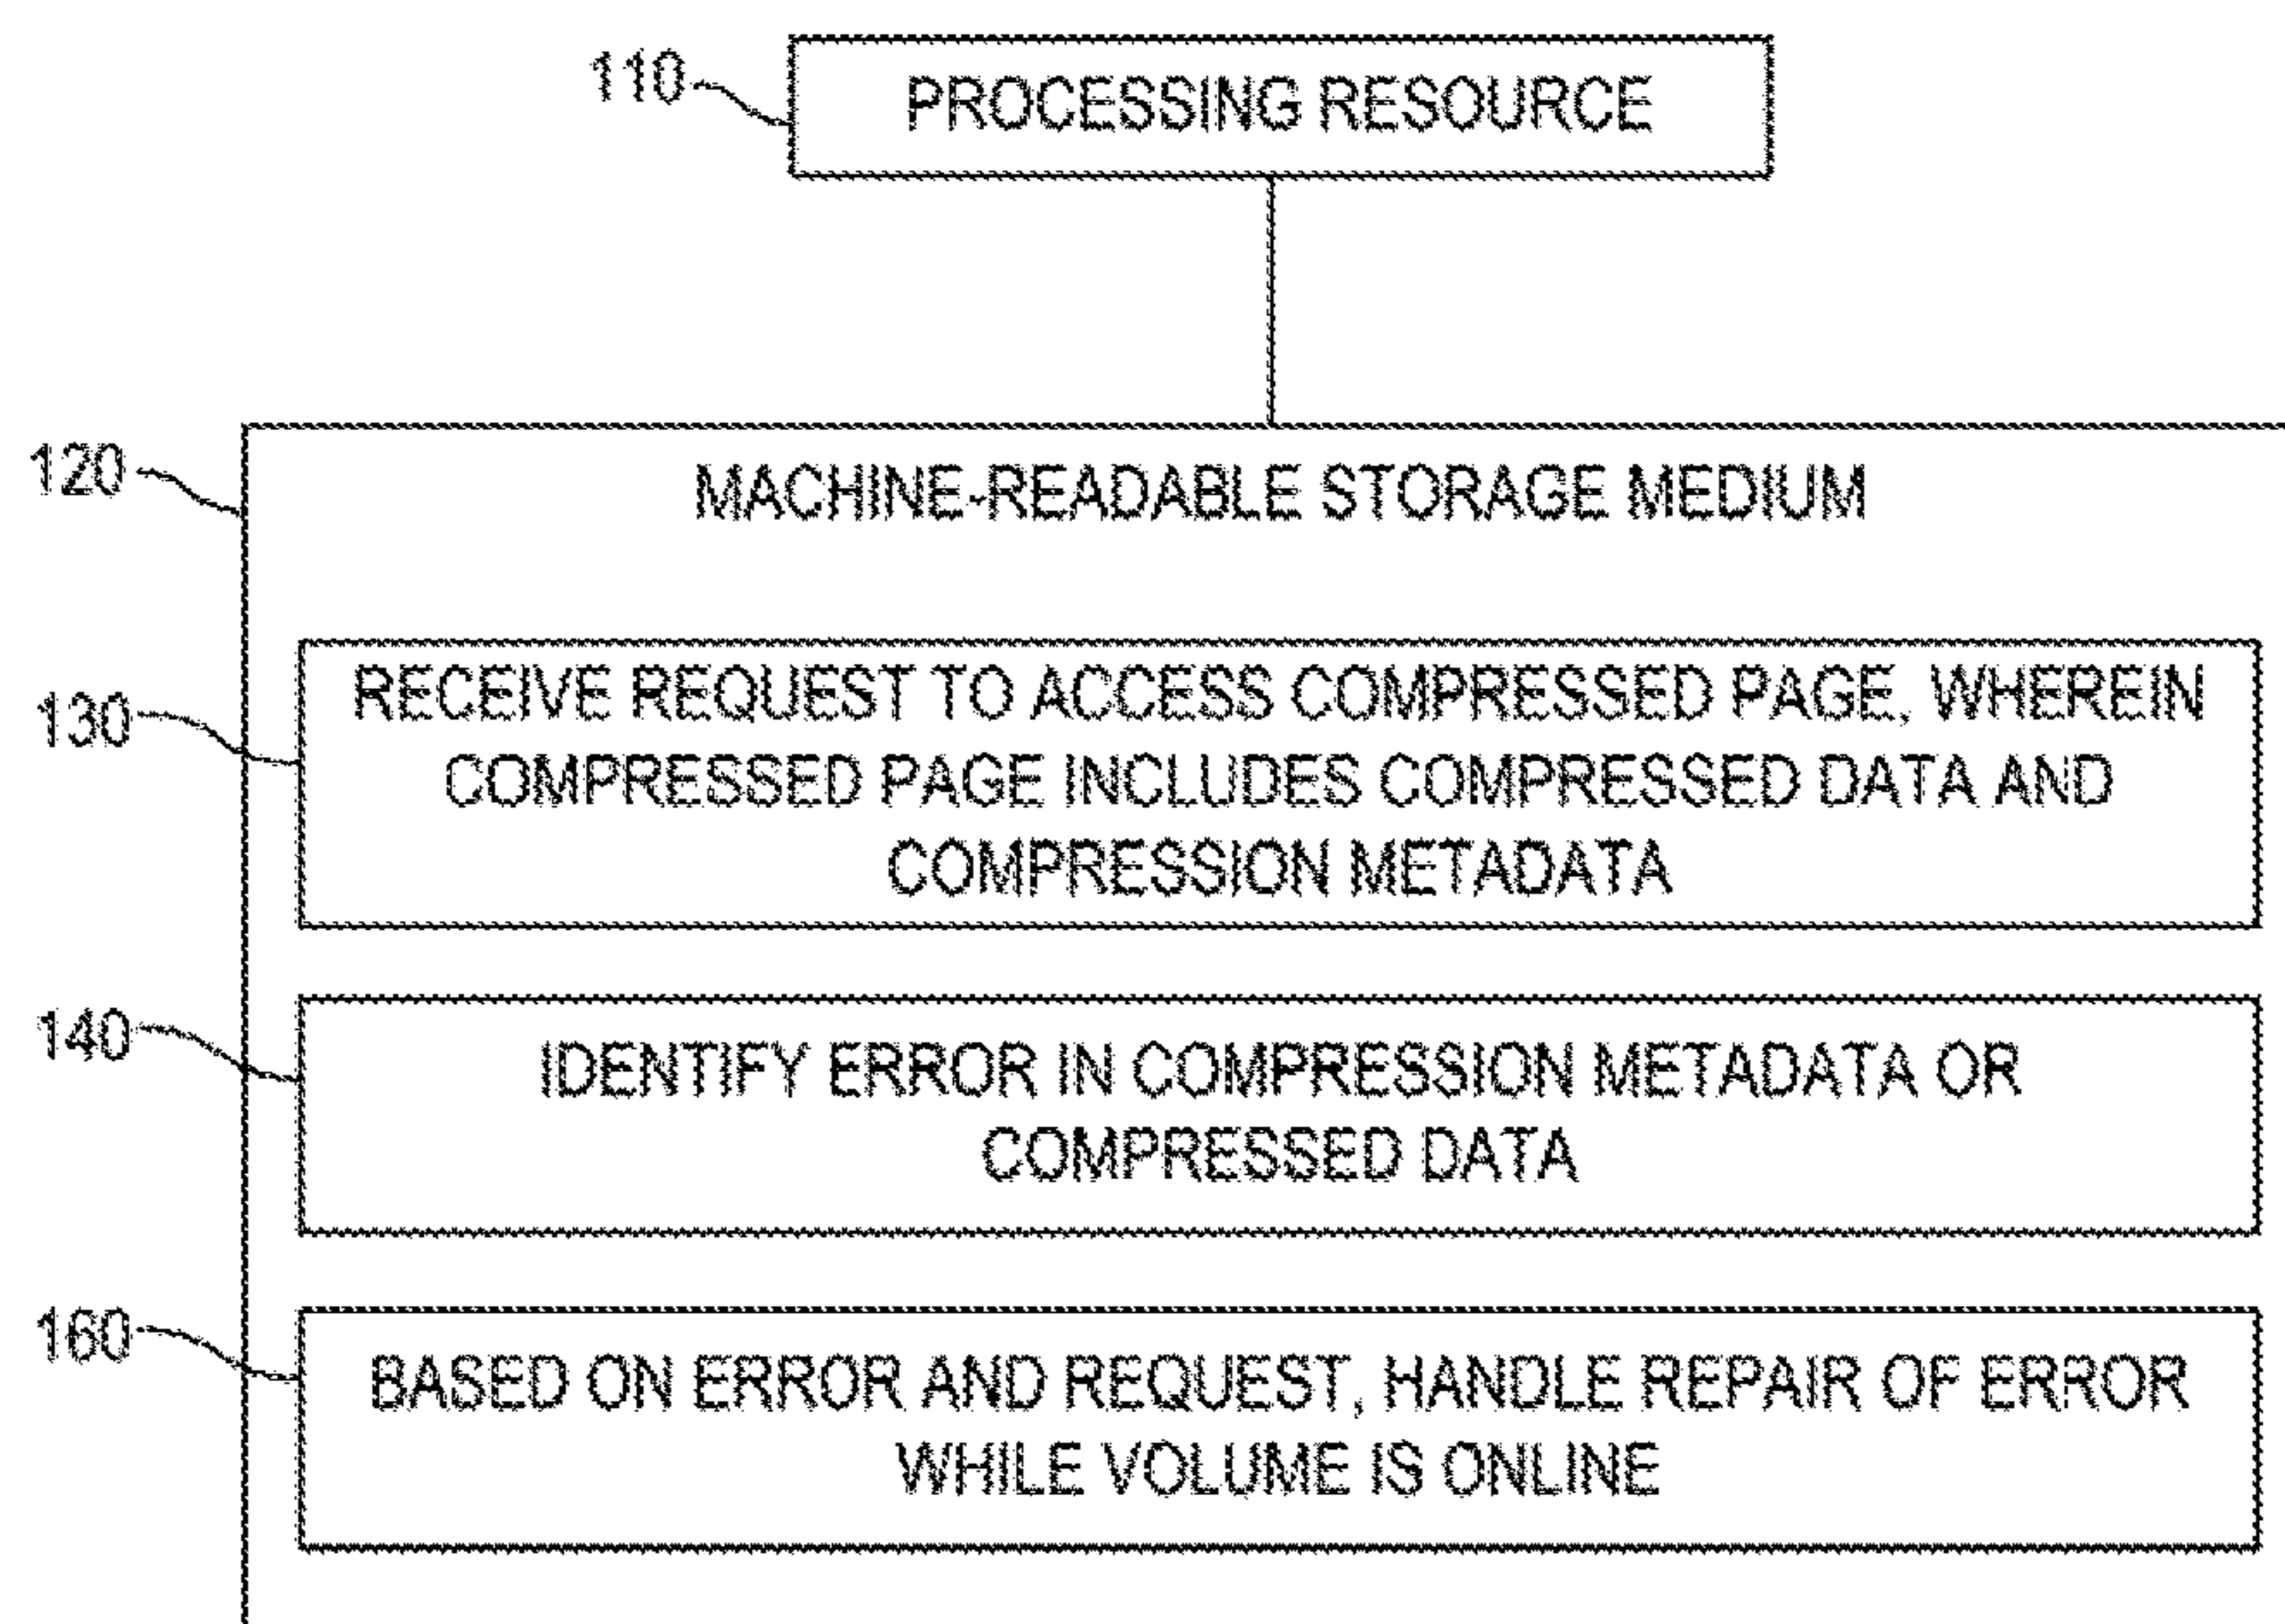 110
PROCESSING RESOURCE
120
MACHINE-READABLE STORAGE MEDIUM
130
RECEIVE REQUEST TO ACCESS COMPRESSED PAGE, WHEREIN
COMPRESSED PAGE INCLUDES COMPRESSED DATA AND
COMPRESSION METADATA
140
IDENTIFY ERROR IN COMPRESSION METADATA OR
COMPRESSED DATA
160
BASED ON ERROR AND REQUEST, HANDLE REPAIR OF ERROR
WHILE VOLUME IS ONLINE